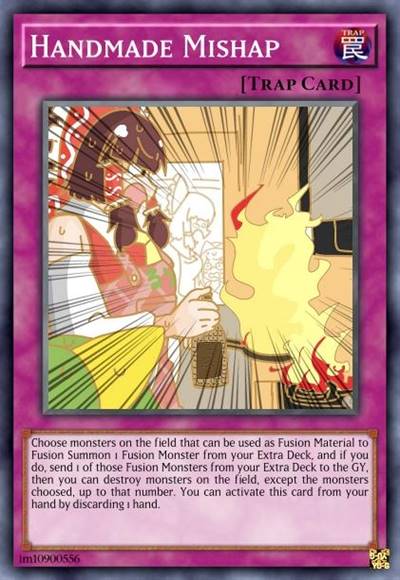 Handmade Mishap
TRAP
罠
[Trap Card]
Choose monsters on the field that can be used as Fusion Material to
Fusion Summon 1 Fusion Monster from your Extra Deck, and if you
do, send 1 of those Fusion Monsters from your Extra Deck to the GY,
then you can destroy monsters on the field, except the monsters
choosed, up to that number. You can activate this card from your
hand by discarding 1 hand.
im10900556